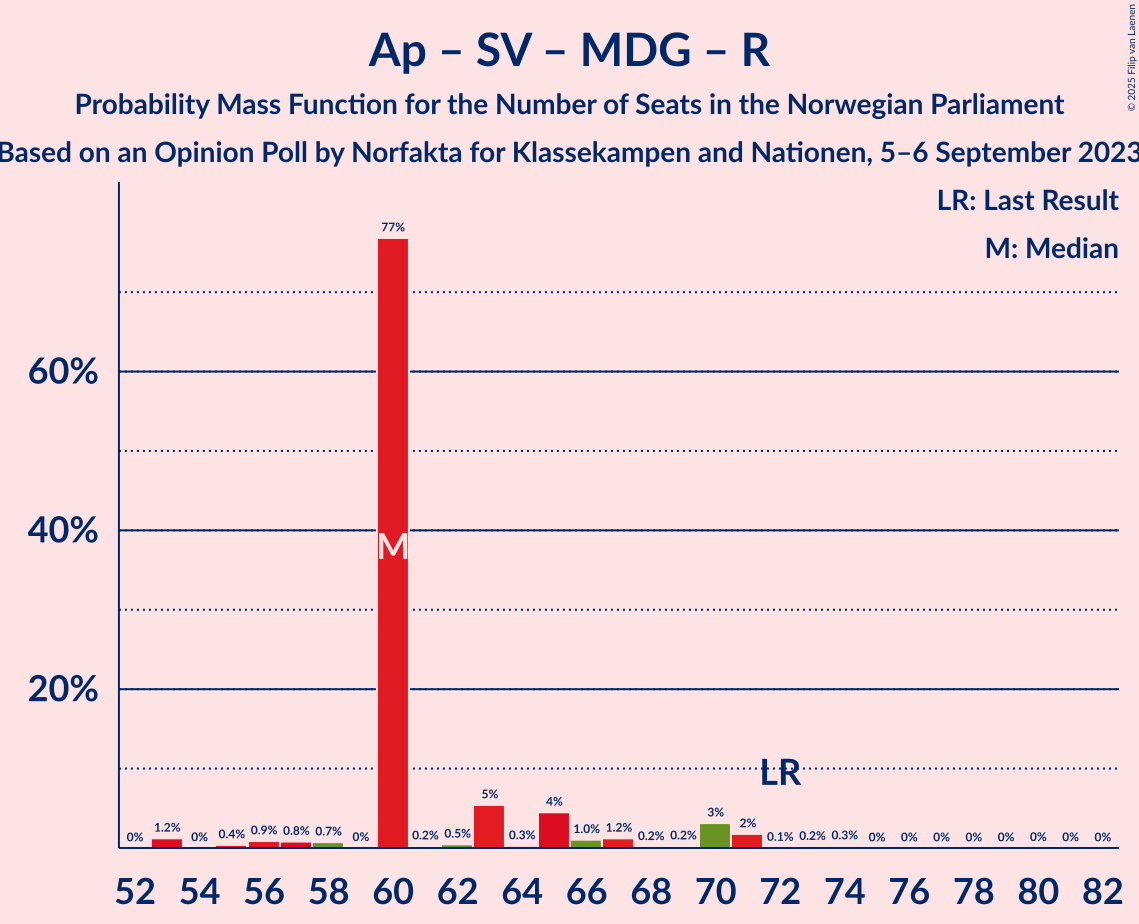 Ap – SV – MDG – R
Probability Mass Function for the Number of Seats in the Norwegian Parliament
Based on an Opinion Poll by Norfakta for Klassekampen and Nationen, 5–6 September 2023
© 2025 Filip van Laenen
LR: Last Result
M: Median
77%
60%
40%
M
20%
LR
0% 1.2% 0% 0.4% 0.9% 0.8% 0.7% 0% 0.2% 0.5% 5% 0.3% 4% 1.0% 1.2% 0.2% 0.2% 3% 2% 0.1% 0.2% 0.3% 0% 0% 0% 0% 0% 0% 0% 0%
52 54 56 58 60 62 64 66 68 70 72 74 76 78 80 82